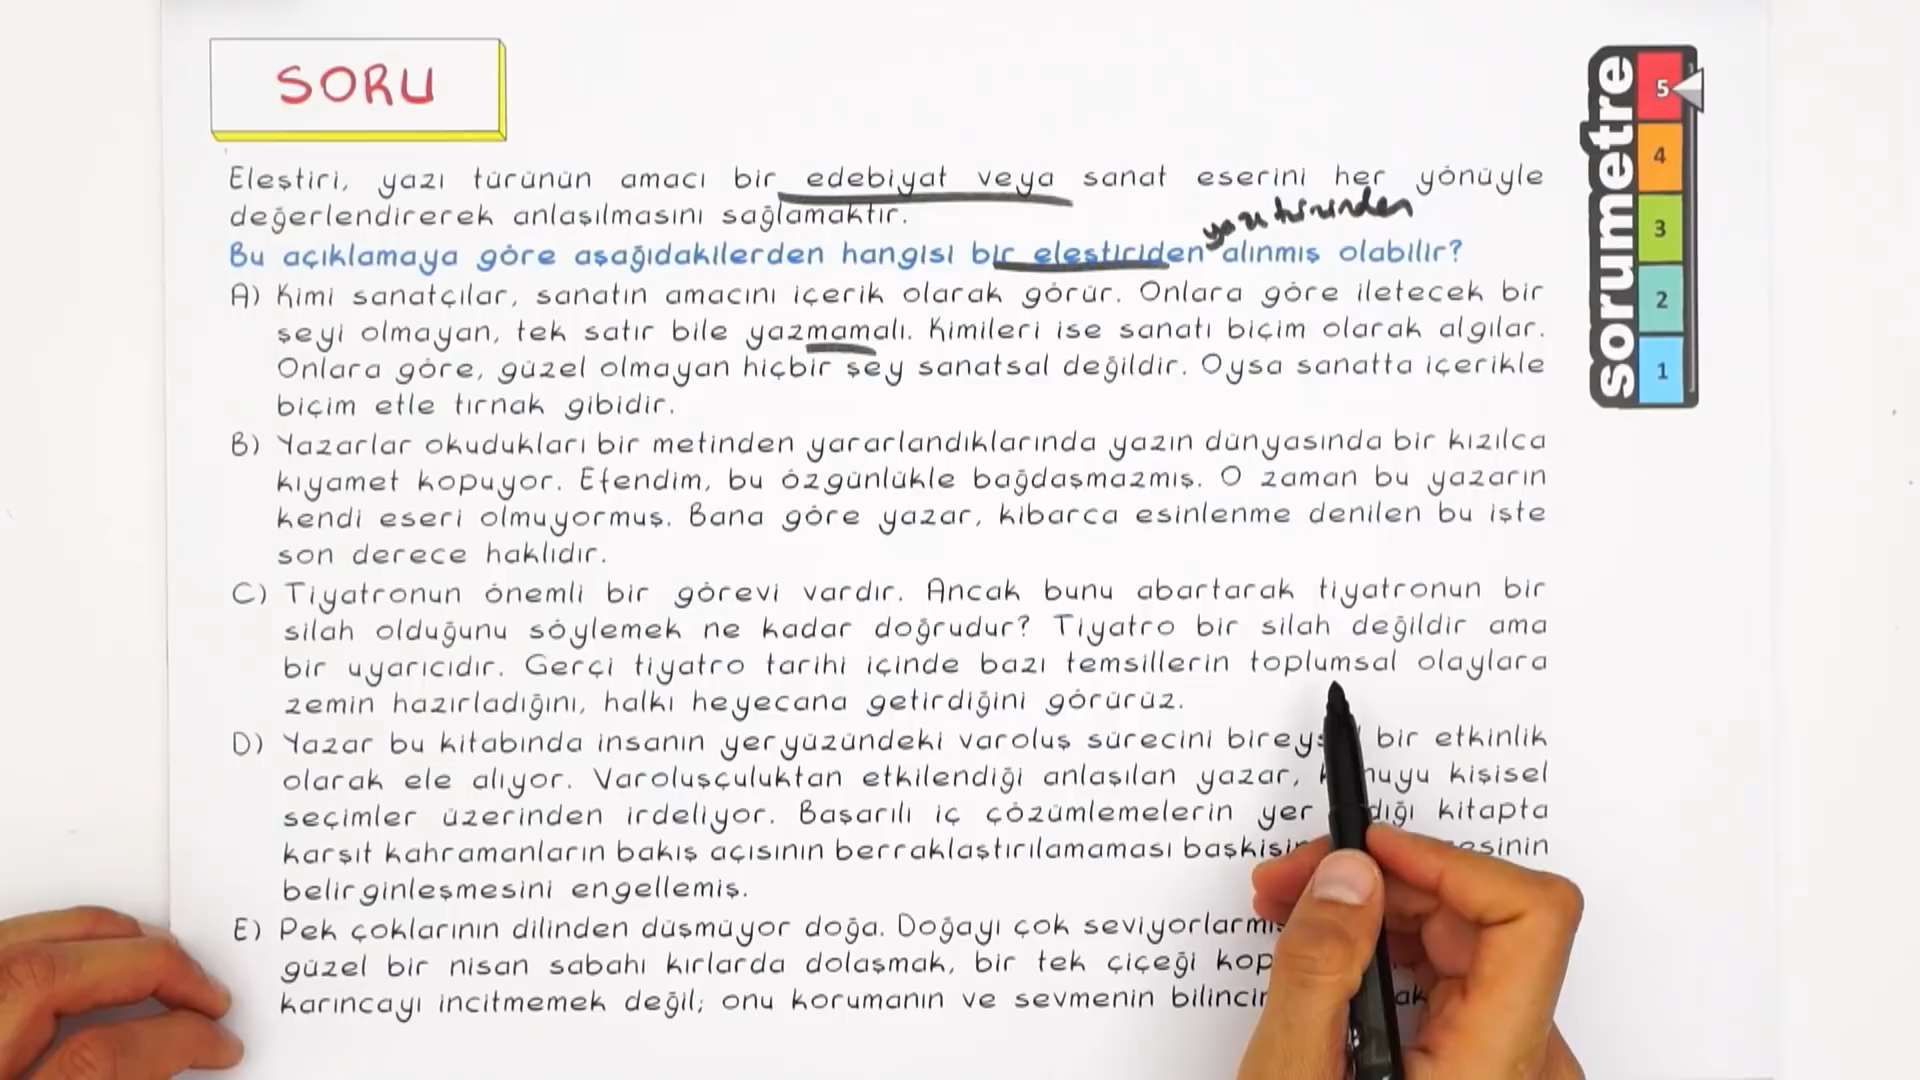 SORU
Eleştiri, yazı türünün amacı bir edebiyat veya sanat eserini her yönüyle
değerlendirerek anlaşılmasını sağlamaktır.
yazı türünden
Bu açıklamaya göre aşağıdakilerden hangisi bir eleştiriden alınmış olabilir?
A) Kimi sanatçılar, sanatın amacını içerik olarak görür. Onlara göre iletecek bir
şeyi olmayan, tek satır bile yazmamalı. Kimileri ise sanatı biçim olarak algılar.
Onlara göre, güzel olmayan hiçbir şey sanatsal değildir. Oysa sanatta içerikle
biçim etle tırnak gibidir.
B) Yazarlar okudukları bir metinden yararlandıklarında yazın dünyasında bir kızılca
kıyamet kopuyor. Efendim, bu özgünlükle bağdaşmazmış. O zaman bu yazarın
kendi eseri olmuyormuş. Bana göre yazar, kibarca esinlenme denilen bu işte
son derece haklıdır.
C) Tiyatronun önemli bir görevi vardır. Ancak bunu abartarak tiyatronun bir
silah olduğunu söylemek ne kadar doğrudur? Tiyatro bir silah değildir ama
bir uyarıcıdır. Gerçi tiyatro tarihi içinde bazı temsillerin toplumsal olaylara
zemin hazırladığını, halkı heyecana getirdiğini görürüz.
D) Yazar bu kitabında insanın yeryüzündeki varoluş sürecini bir etkinlik
olarak ele alıyor. Varoluşçuluktan etkilendiği anlaşılan yazar, kişisel
seçimler üzerinden irdeliyor. Başarılı iç çözümlemelerin yer kitapta
karşıt kahramanların bakış açısının berraklaştırılamaması
belirginleşmesini engellemiş.
E) Pek çoklarının dilinden düşmüyor doğa. Doğayı çok
güzel bir nisan sabahı kırlarda dolaşmak, bir tek çiçeği
karıncayı incitmemek değil; onu korumanın ve sevmenin
sorumetre
5
4
3
2
1